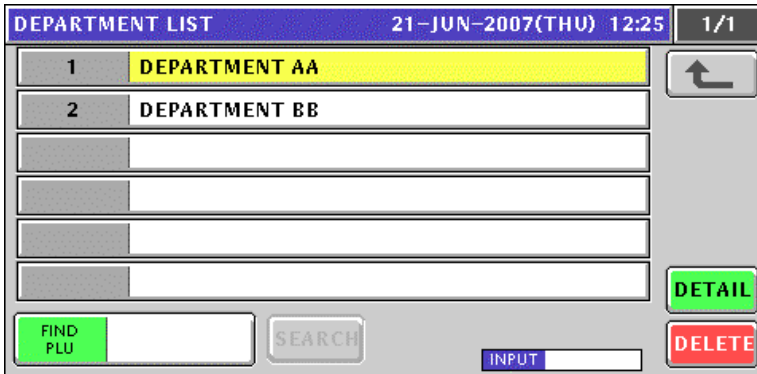 DEPARTMENT LIST 21-JUN-2007(THU) 12:25 1/1
1 DEPARTMENT AA
2 DEPARTMENT BB
DETAIL
FIND
PLU
SEARCH
DELETE
INPUT